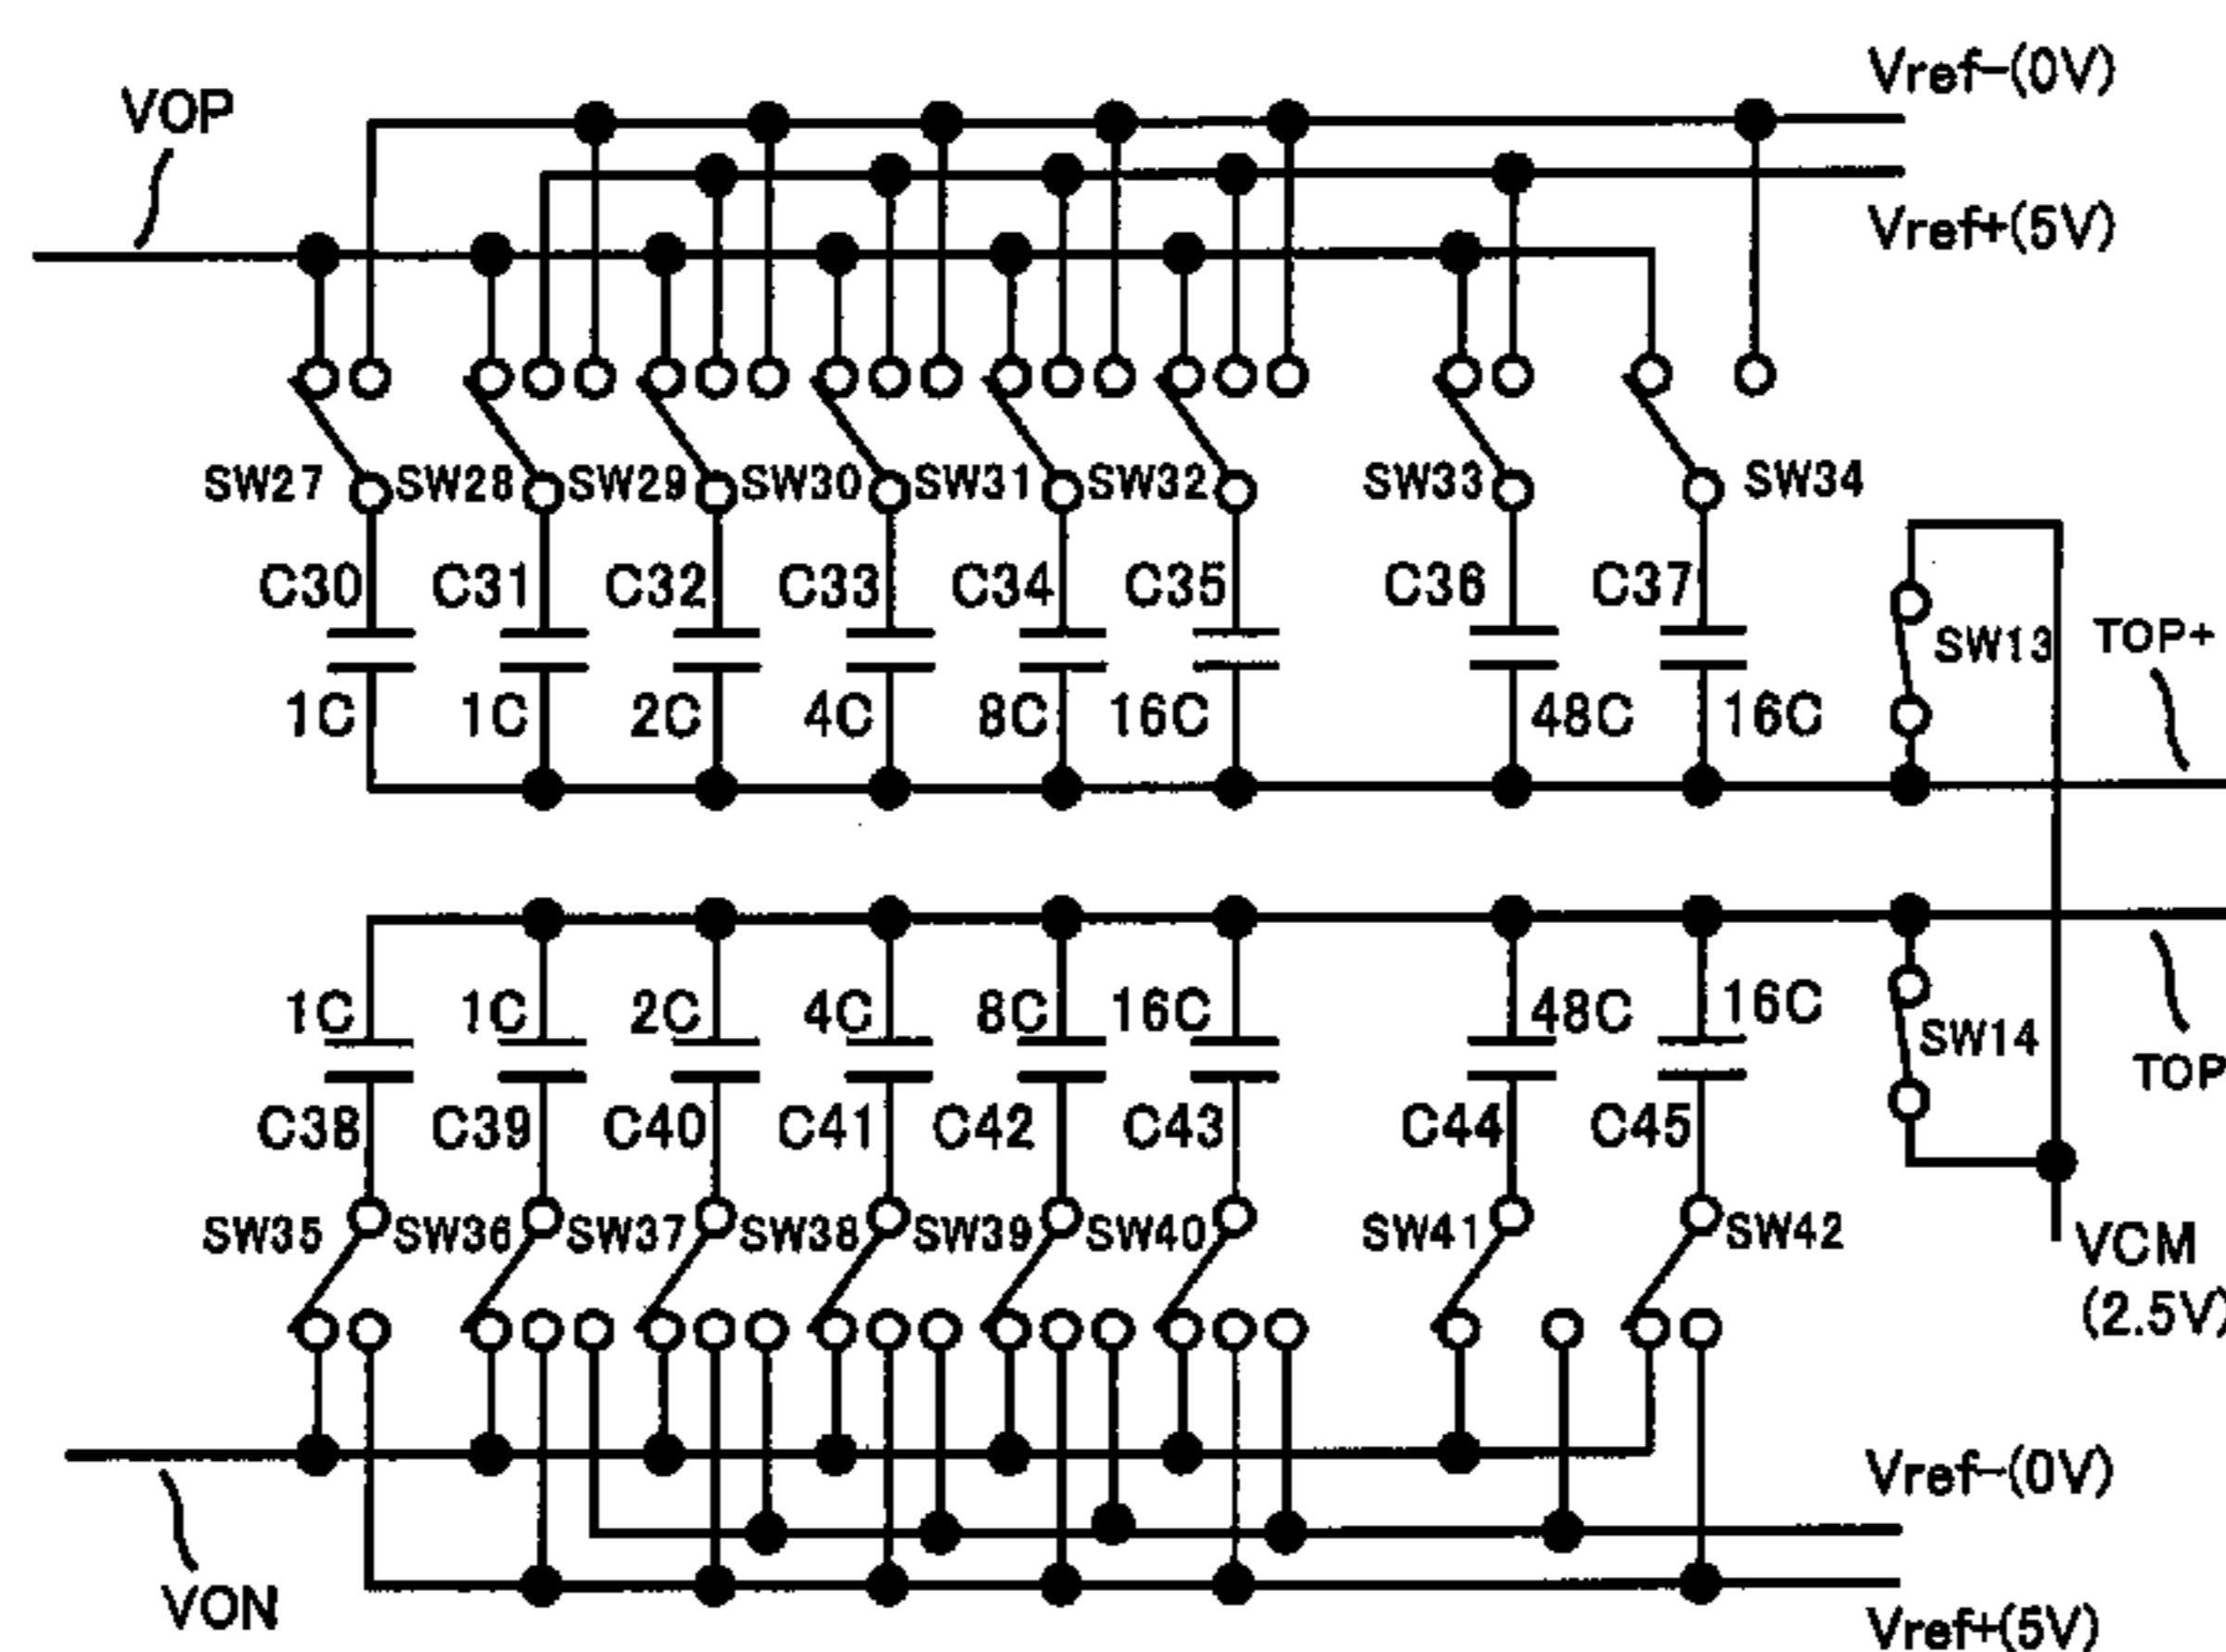 Vref-(0V)
VOP
Vref+(5V)
SW27 SW28 SW29 SW30 SW31 SW32 SW33 SW34
C30 C31 C32 C33 C34 C35 C36 C37
SW13 TOP+
1C 1C 2C 4C 8C 16C 48C 16C
1C 1C 2C 4C 8C 16C 48C 16C
SW14
TOP
C38 C39 C40 C41 C42 C43 C44 C45
SW35 SW36 SW37 SW38 SW39 SW40 SW41 SW42
VCM
(2.5V)
Vref-(0V)
VON
Vref+(5V)